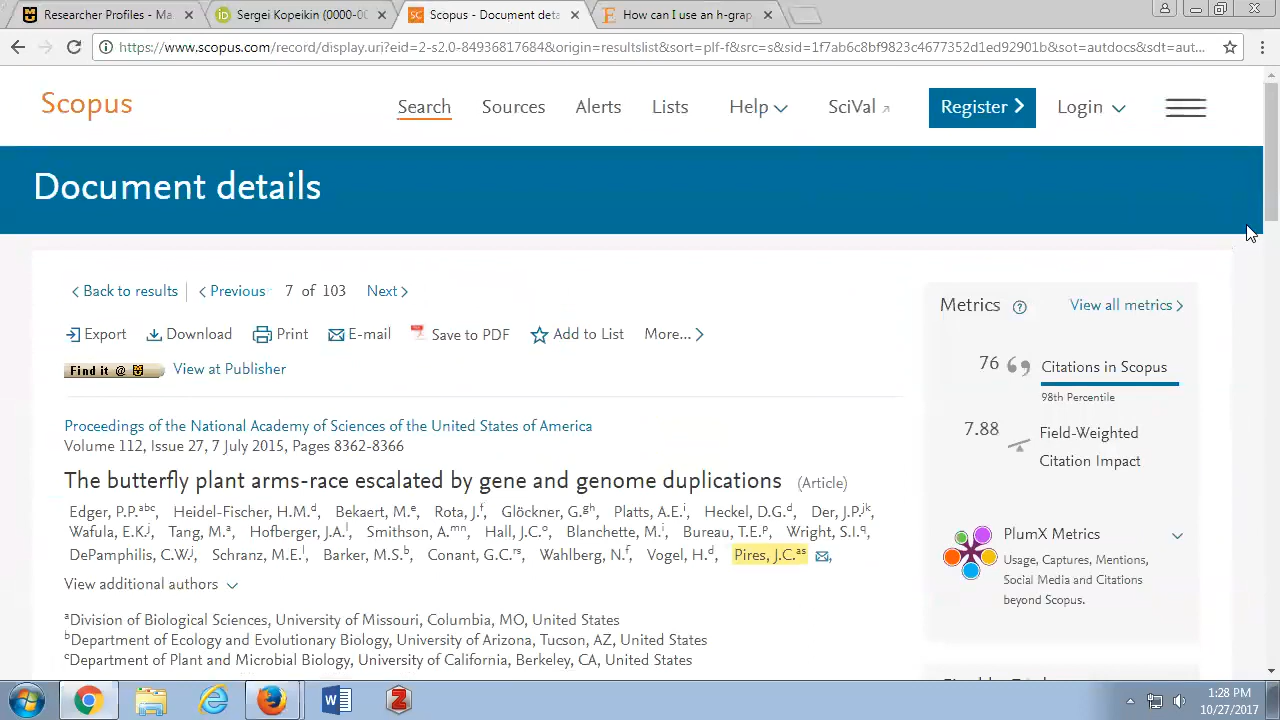 Researcher Profiles - Ma
Sergei Kopeikin (0000-00
Scopus - Document deta
How can I use an h-grap
https://www.scopus.com/record/display.uri?eid=2-s2.0-84936817684&origin=resultslist&sort=plf-f&src=s&sid=1f7ab6c8bf9823c4677352d1ed92901b&sot=autdocs&sdt=aut...
Scopus
Search Sources Alerts Lists Help SciVal Register Login
Document details
Back to results Previous 7 of 103 Next
Export Download Print E-mail Save to PDF Add to List More...
Find it @ View at Publisher
Proceedings of the National Academy of Sciences of the United States of America
Volume 112, Issue 27, 7 July 2015, Pages 8362-8366
The butterfly plant arms-race escalated by gene and genome duplications (Article)
Edger, P.P.abc, Heidel-Fischer, H.M.d, Bekaert, M.e, Rota, J.f, Glöckner, G.gh, Platts, A.E.i, Heckel, D.G.d, Der, J.P.jk,
Wafula, E.K.j, Tang, M.a, Hofberger, J.A.l, Smithson, A.mn, Hall, J.C.o, Blanchette, M.i, Bureau, T.E.p, Wright, S.I.q,
DePamphilis, C.W.j, Schranz, M.E.l, Barker, M.S.b, Conant, G.C.rs, Wahlberg, N.f, Vogel, H.d, Pires, J.C.as
View additional authors
aDivision of Biological Sciences, University of Missouri, Columbia, MO, United States
bDepartment of Ecology and Evolutionary Biology, University of Arizona, Tucson, AZ, United States
cDepartment of Plant and Microbial Biology, University of California, Berkeley, CA, United States
Metrics View all metrics
76 Citations in Scopus
98th Percentile
7.88 Field-Weighted
Citation Impact
PlumX Metrics
Usage, Captures, Mentions,
Social Media and Citations
beyond Scopus.
1:28 PM
10/27/2017